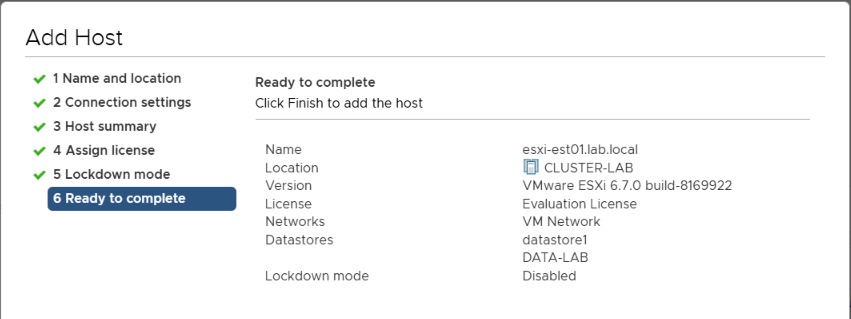 Add Host
1 Name and location
2 Connection settings
3 Host summary
4 Assign license
5 Lockdown mode
6 Ready to complete
Ready to complete
Click Finish to add the host
Name esxi-est01.lab.local
Location CLUSTER-LAB
Version VMware ESXi 6.7.0 build-8169922
License Evaluation License
Networks VM Network
Datastores datastore1
DATA-LAB
Lockdown mode Disabled